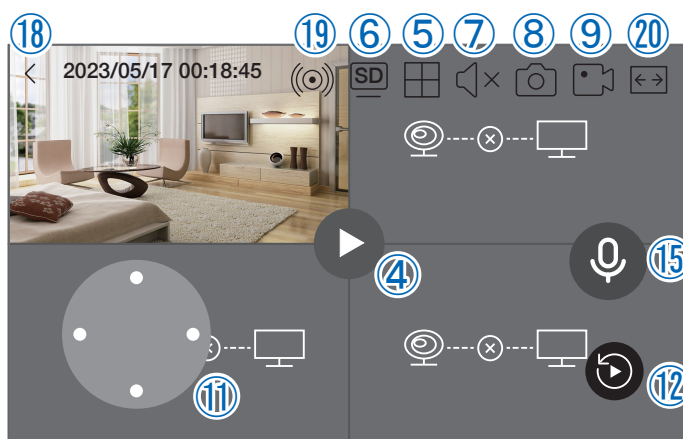 ⑱ ⑲ ⑥ ⑤ ⑦ ⑧ ⑨ ⑳
2023/05/17 00:18:45 SD
④ ⑮
⑪ ⑫